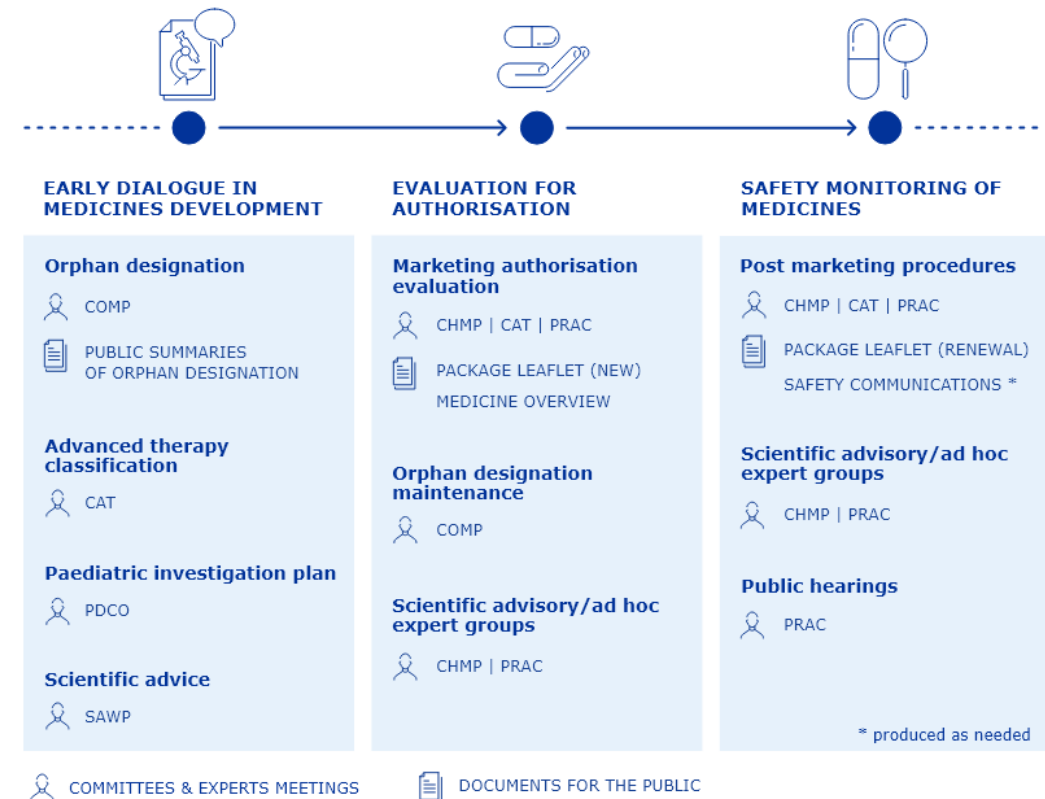 EARLY DIALOGUE IN
MEDICINES DEVELOPMENT
Orphan designation
COMP
PUBLIC SUMMARIES
OF ORPHAN DESIGNATION
Advanced therapy
classification
CAT
Paediatric investigation plan
PDCO
Scientific advice
SAWP
EVALUATION FOR
AUTHORISATION
Marketing authorisation
evaluation
CHMP | CAT | PRAC
PACKAGE LEAFLET (NEW)
MEDICINE OVERVIEW
Orphan designation
maintenance
COMP
Scientific advisory/ad hoc
expert groups
CHMP | PRAC
SAFETY MONITORING OF
MEDICINES
Post marketing procedures
CHMP | CAT | PRAC
PACKAGE LEAFLET (RENEWAL)
SAFETY COMMUNICATIONS *
Scientific advisory/ad hoc
expert groups
CHMP | PRAC
Public hearings
PRAC
* produced as needed
COMMITTEES & EXPERTS MEETINGS
DOCUMENTS FOR THE PUBLIC